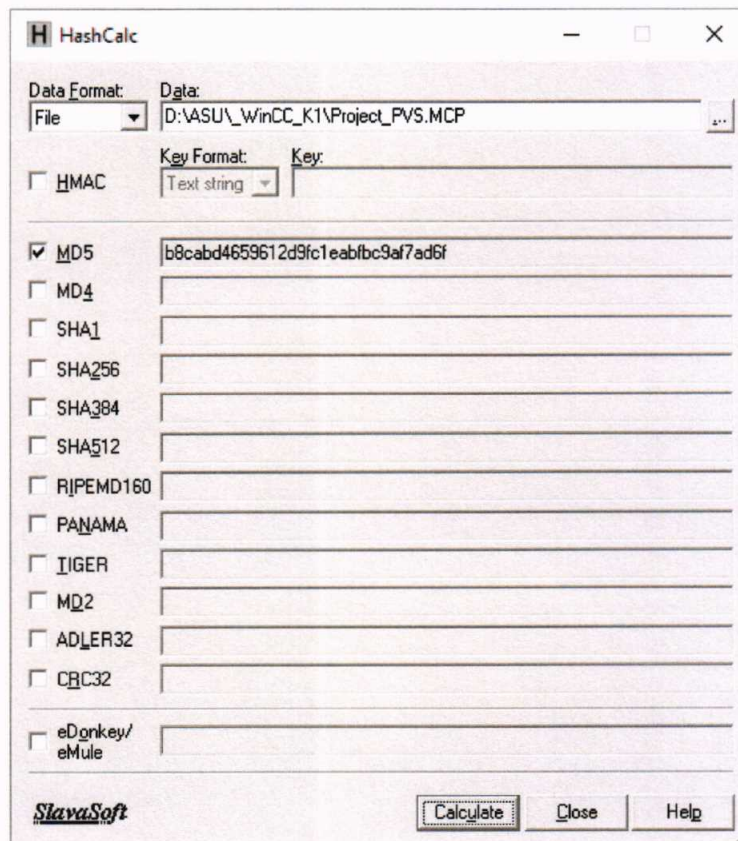 HashCalc
Data Format: Data:
File D:\ASU\_WinCC_K1\Project_PVS.MCP ...
Key Format: Key:
HMAC Text string
MD5 b8cabd4659612d9fc1eabfbc9af7ad6f
MD4
SHA1
SHA256
SHA384
SHA512
RIPEMD160
PANAMA
TIGER
MD2
ADLER32
CRC32
eDonkey/
eMule
SlavaSoft Calculate Close Help